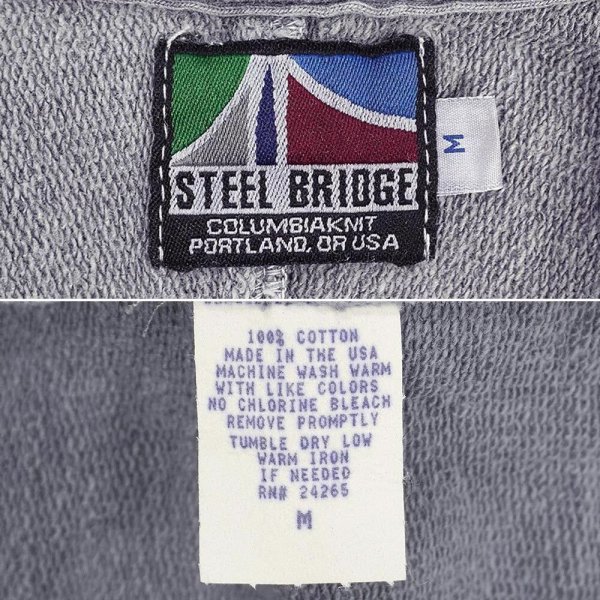 STEEL BRIDGE
COLUMBIAKNIT
PORTLAND, OR USA
M
100% COTTON
MADE IN THE USA
MACHINE WASH WARM
WITH LIKE COLORS
NO CHLORINE BLEACH
REMOVE PROMPTLY
TUMBLE DRY LOW
WARM IRON
IF NEEDED
RN# 24265
M